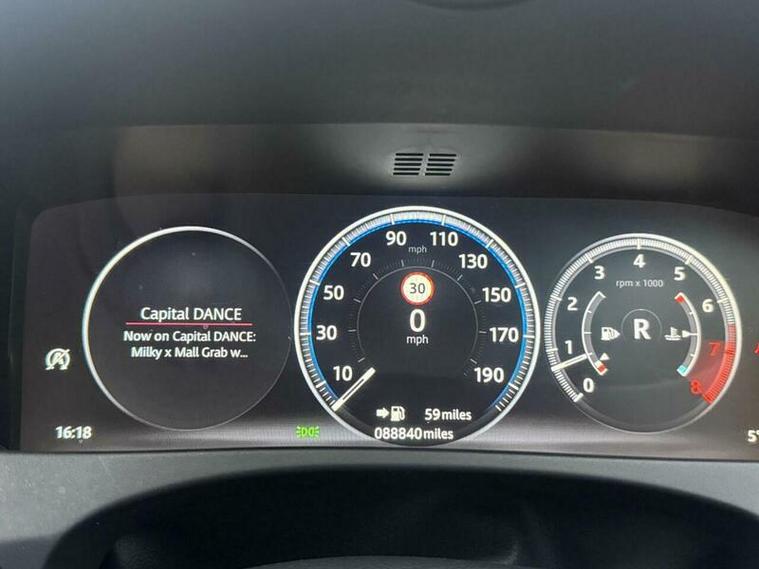 Capital DANCE
Now on Capital DANCE:
Milky x Mall Grab w...
16:18
10
30
50
70
90
110
130
150
170
190
mph
30
0
mph
59 miles
088840 miles
0
1
2
3
4
5
6
7
8
rpm x 1000
R
5°